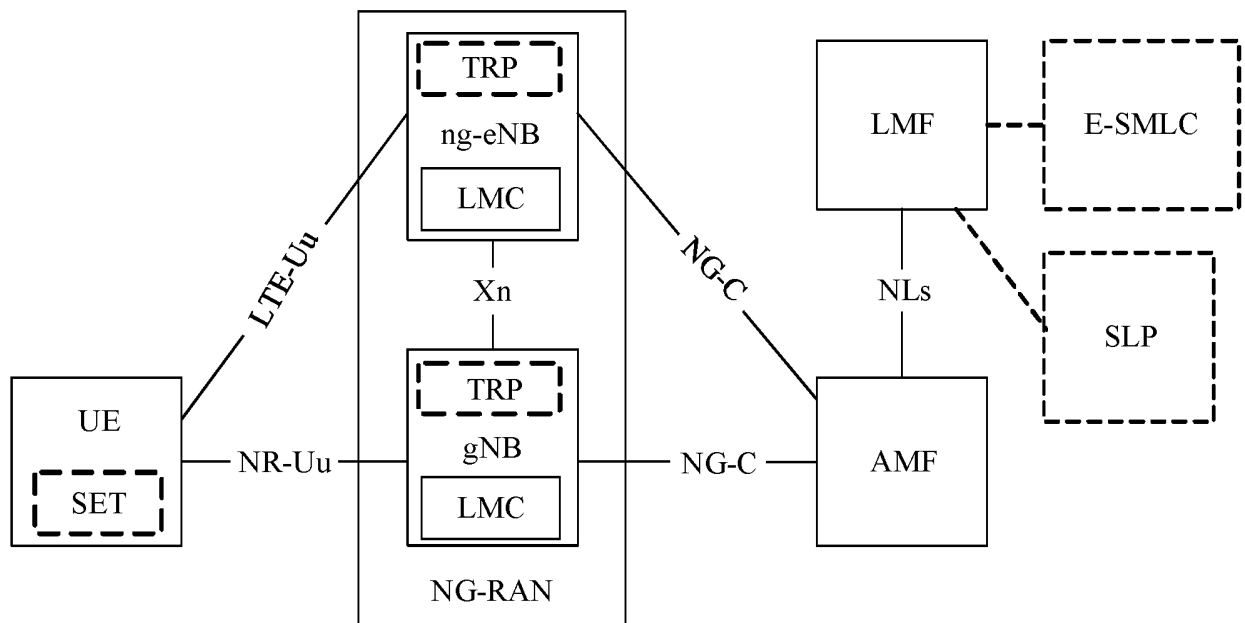 TRP
ng-eNB
LMC
LMF
E-SMLC
LTE-Uu
Xn
NG-C
NLs
SLP
UE
SET
NR-Uu
TRP
gNB
LMC
NG-C
AMF
NG-RAN